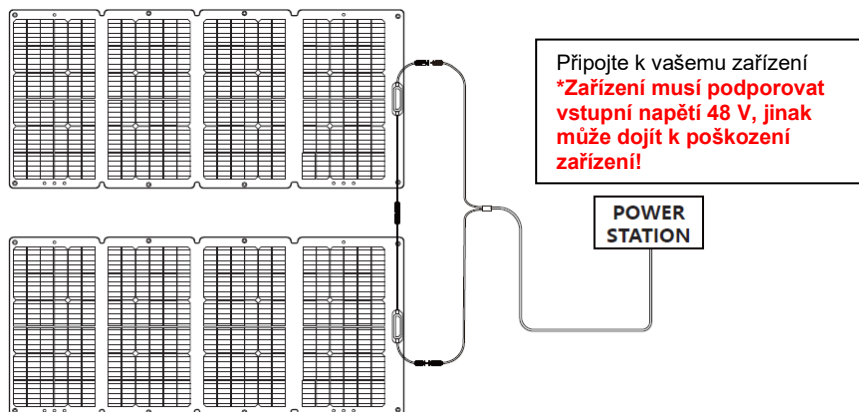 Připojte k vašemu zařízení
*Zařízení musí podporovat
vstupní napětí 48 V, jinak
může dojít k poškození
zařízení!
POWER
STATION